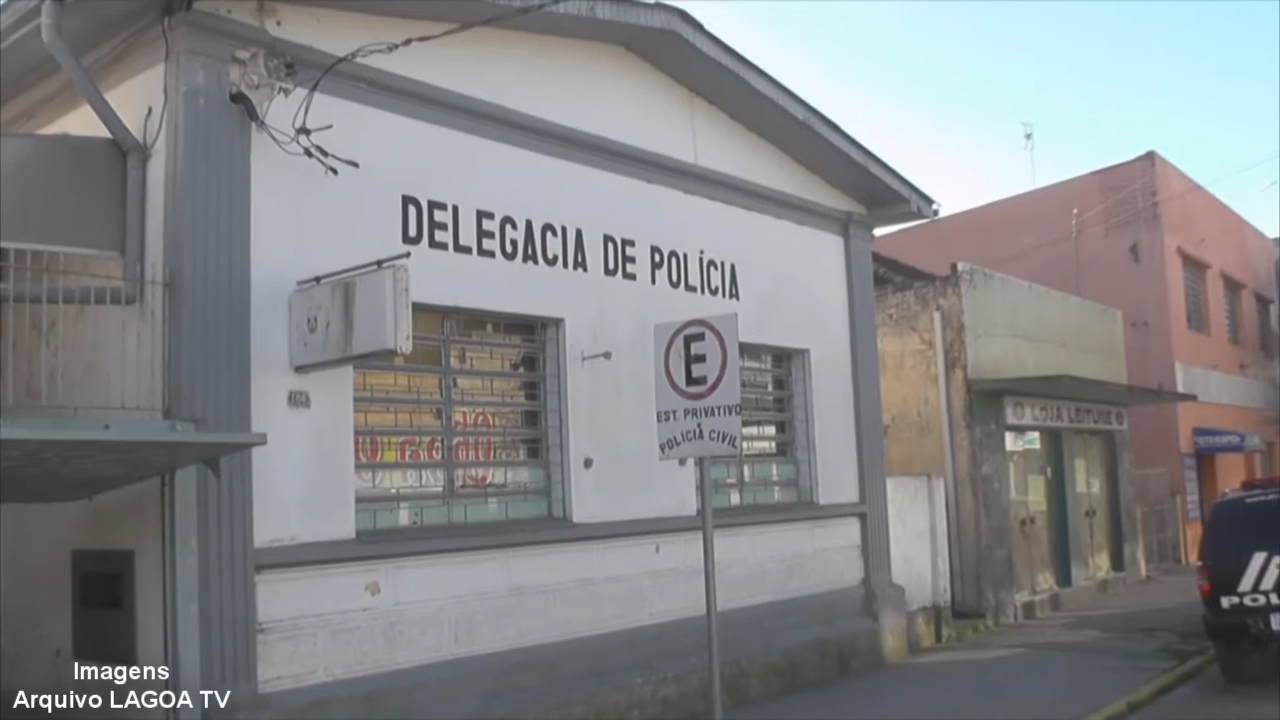 DELEGACIA DE POLÍCIA
E
EST. PRIVATIVO
POLÍCIA CIVIL
LOJA LEITURE
POL
Imagens
Arquivo LAGOA TV